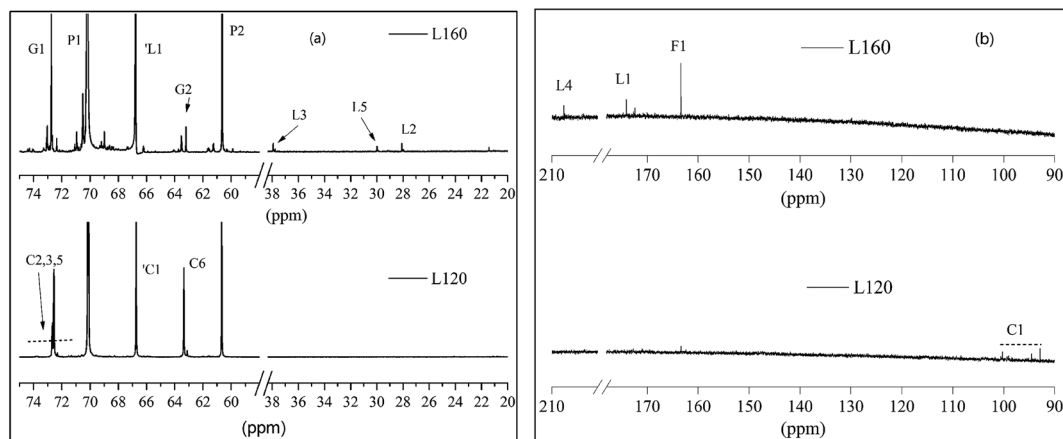 (a)
L160
G1
P1
'L1
P2
G2
L3
L5
L2
74 72 70 68 66 64 62 60 38 36 34 32 30 28 26 24 22 20
(ppm)
C2,3,5
'C1
C6
L120
74 72 70 68 66 64 62 60 38 36 34 32 30 28 26 24 22 20
(ppm)
(b)
L160
L4
L1
F1
210 170 160 150 140 130 120 110 100 90
(ppm)
L120
C1
210 170 160 150 140 130 120 110 100 90
(ppm)